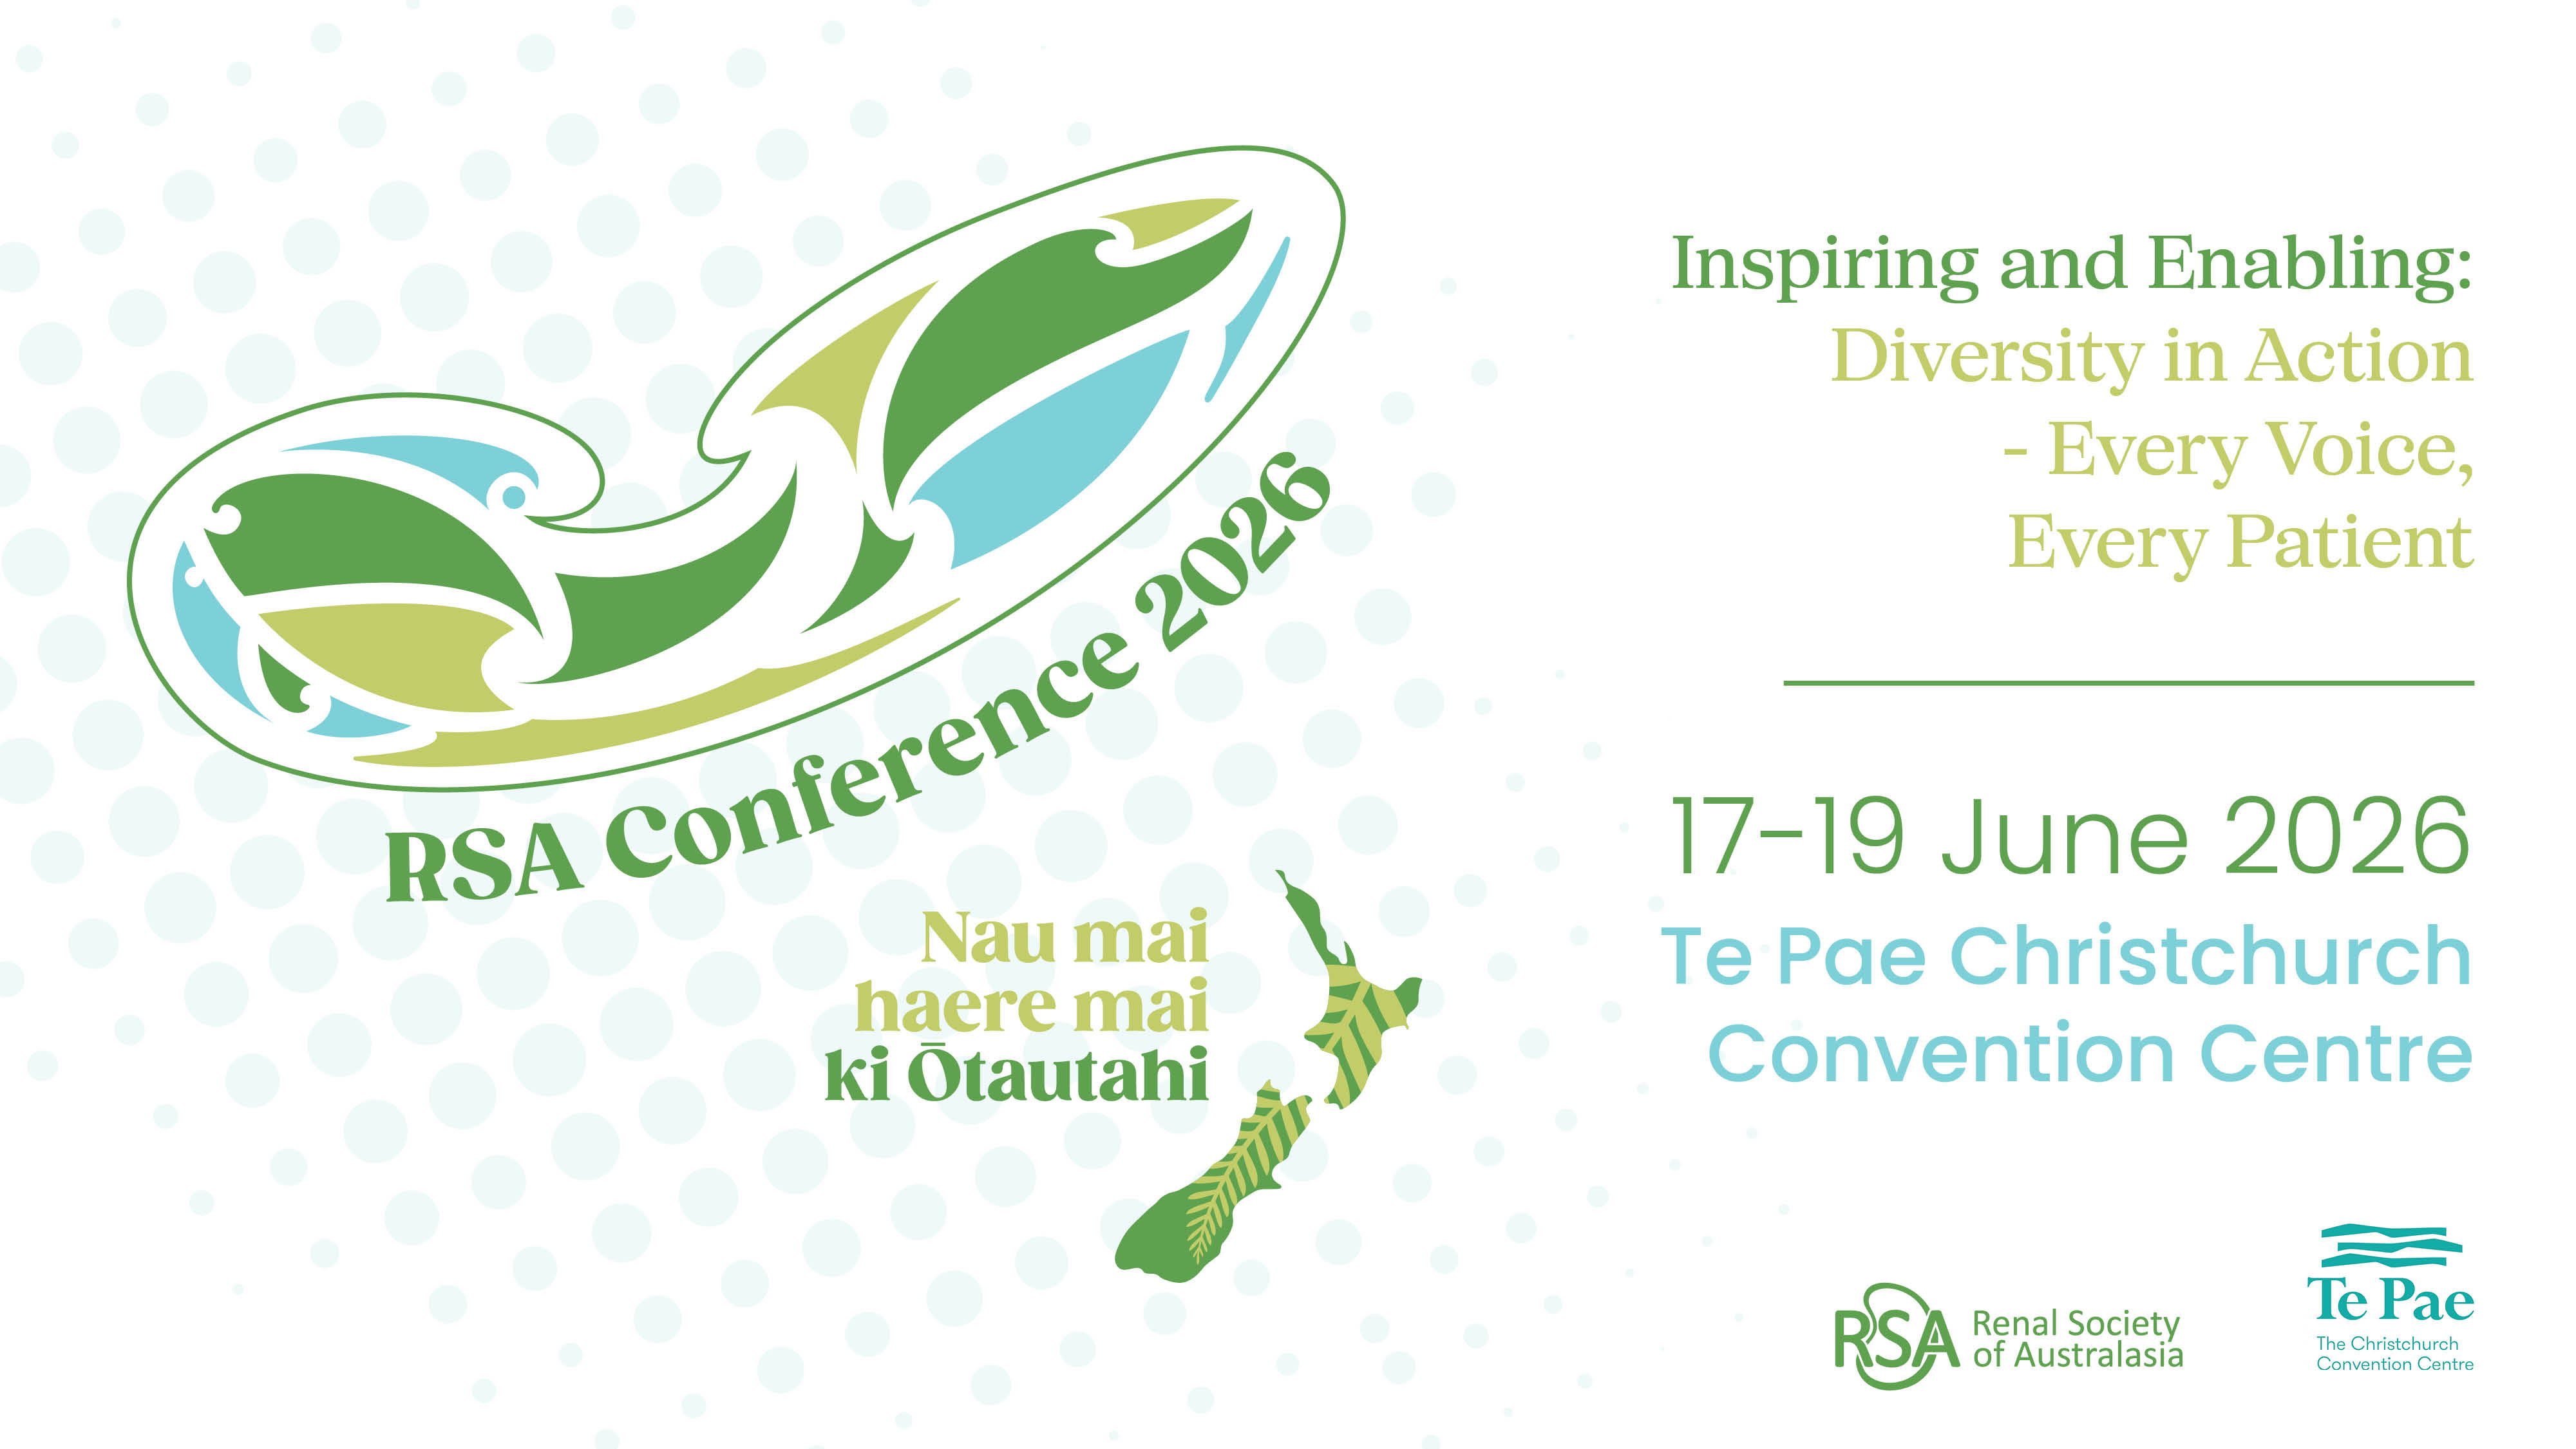 RSA Conference 2026
Nau mai
haere mai
ki Ōtautahi
Inspiring and Enabling:
Diversity in Action
- Every Voice,
Every Patient
17-19 June 2026
Te Pae Christchurch
Convention Centre
RSA
Renal Society
of Australasia
Te Pae
The Christchurch
Convention Centre